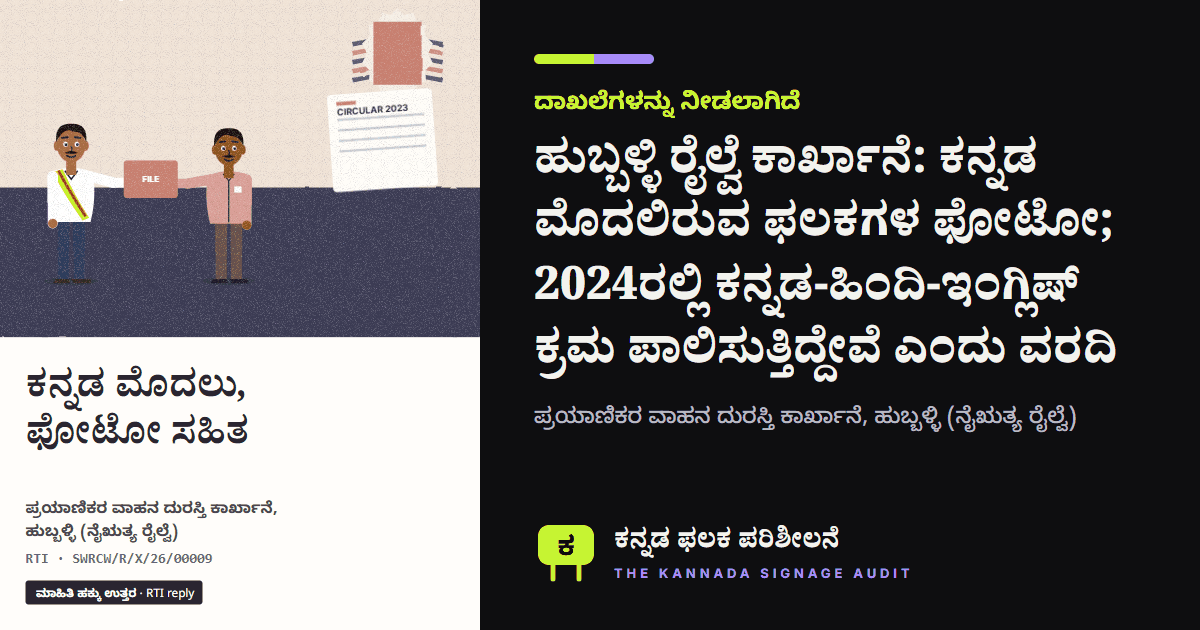 CIRCULAR 2023
FILE
ಕನ್ನಡ ಮೊದಲು,
ಫೋಟೋ ಸಹಿತ
ಪ್ರಯಾಣಿಕರ ವಾಹನ ದುರಸ್ತಿ ಕಾರ್ಖಾನೆ,
ಹುಬ್ಬಳ್ಳಿ (ನೈಋತ್ಯ ರೈಲ್ವೆ)
RTI · SWRCW/R/X/26/00009
ಮಾಹಿತಿ ಹಕ್ಕು ಉತ್ತರ · RTI reply
ದಾಖಲೆಗಳನ್ನು ನೀಡಲಾಗಿದೆ
ಹುಬ್ಬಳ್ಳಿ ರೈಲ್ವೆ ಕಾರ್ಖಾನೆ: ಕನ್ನಡ
ಮೊದಲಿರುವ ಫಲಕಗಳ ಫೋಟೋ;
2024ರಲ್ಲಿ ಕನ್ನಡ-ಹಿಂದಿ-ಇಂಗ್ಲಿಷ್
ಕ್ರಮ ಪಾಲಿಸುತ್ತಿದ್ದೇವೆ ಎಂದು ವರದಿ
ಪ್ರಯಾಣಿಕರ ವಾಹನ ದುರಸ್ತಿ ಕಾರ್ಖಾನೆ, ಹುಬ್ಬಳ್ಳಿ (ನೈಋತ್ಯ ರೈಲ್ವೆ)
ಕ
ಕನ್ನಡ ಫಲಕ ಪರಿಶೀಲನೆ
THE KANNADA SIGNAGE AUDIT